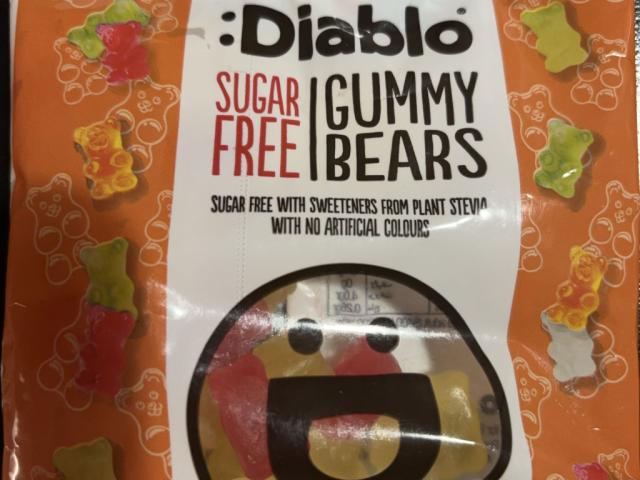 :Diablo
SUGAR FREE | GUMMY BEARS
SUGAR FREE WITH SWEETENERS FROM PLANT STEVIA
WITH NO ARTIFICIAL COLOURS